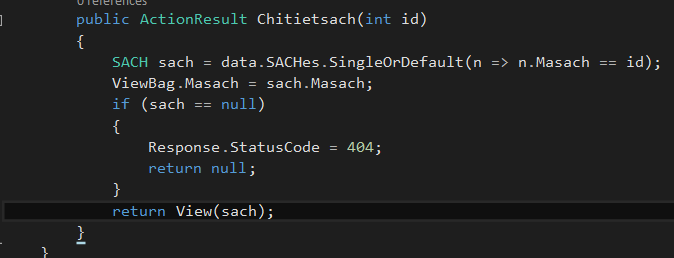 0 references
public ActionResult Chitietsach(int id)
{
SACH sach = data.SACHes.SingleOrDefault(n => n.Masach == id);
ViewBag.Masach = sach.Masach;
if (sach == null)
{
Response.StatusCode = 404;
return null;
}
return View(sach);
}
}